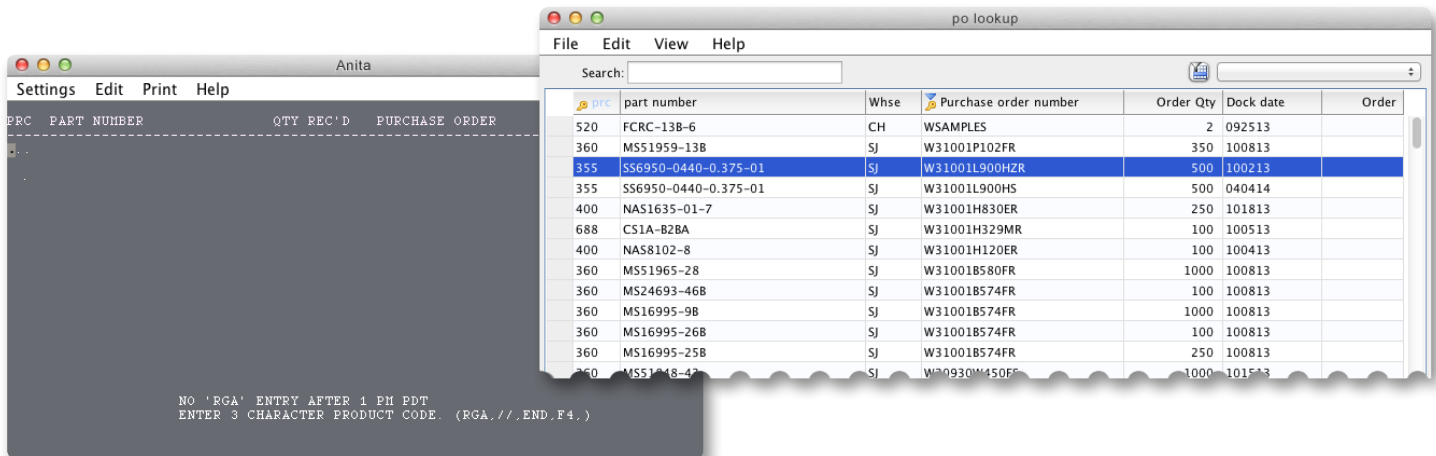 Anita
Settings Edit Print Help
PRC PART NUMBER QTY REC'D PURCHASE ORDER
NO 'RGA' ENTRY AFTER 1 PM PDT
ENTER 3 CHARACTER PRODUCT CODE. (RGA,//,END,F4,)
po lookup
File Edit View Help
Search:
prc part number Whse Purchase order number Order Qty Dock date Order
520 FCRC-13B-6 CH WSAMPLES 2 092513
360 MS51959-13B SJ W31001P102FR 350 100813
355 SS6950-0440-0.375-01 SJ W31001L900HZR 500 100213
355 SS6950-0440-0.375-01 SJ W31001L900HS 500 040414
400 NAS1635-01-7 SJ W31001H830ER 250 101813
688 CS1A-B2BA SJ W31001H329MR 100 100513
400 NAS8102-8 SJ W31001H120ER 100 100413
360 MS51965-28 SJ W31001B580FR 1000 100813
360 MS24693-46B SJ W31001B574FR 100 100813
360 MS16995-9B SJ W31001B574FR 1000 100813
360 MS16995-26B SJ W31001B574FR 100 100813
360 MS16995-25B SJ W31001B574FR 250 100813
360 SJ 1000